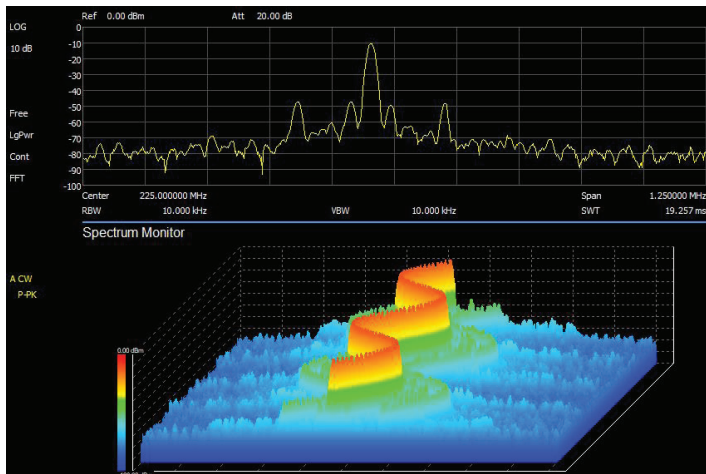 Ref 0.00 dBm Att 20.00 dB
LOG
10 dB
0
-10
-20
-30
-40
-50
-60
-70
-80
-90
-100
Free
LgPwr
Cont
FFT
Center 225.000000 MHz Span 1.250000 MHz
RBW 10.000 kHz VBW 10.000 kHz SWT 19.257 ms
Spectrum Monitor
A CW
P-PK
0.00 dBm